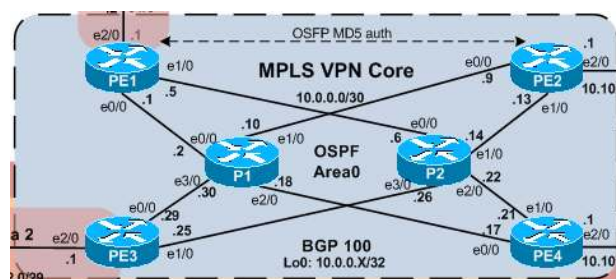 OSFP MD5 auth
e2/0 .1
.1
e1/0
e0/0
e2/0
PE1
MPLS VPN Core
PE2
.5
.9
10.10
e0/0
.1
10.0.0.0/30
.13
e1/0
.10
e0/0
e0/0
e1/0
.6
.14
.2
OSPF
e1/0
P1
Area0
P2
e3/0
.18
e3/0
.22
.30
e2/0
.26
e2/0
e0/0
e1/0
.29
.21
.1
a 2
e2/0
.25
.17
e2/0
.1
PE3
e1/0
BGP 100
e0/0
PE4
10.10
Lo0: 10.0.0.X/32